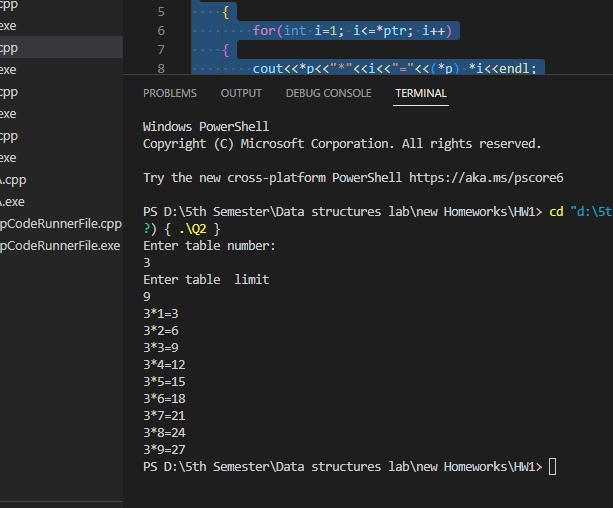 cpp
exe
cpp
exe
cpp
exe
cpp
exe
A.cpp
A.exe
pCodeRunnerFile.cpp
pCodeRunnerFile.exe
5 {
6 for(int i=1; i<=*ptr; i++)
7 {
8 cout<<*p<<"*"<<i<<"="<<(*p) *i<<endl;
PROBLEMS OUTPUT DEBUG CONSOLE TERMINAL
Windows PowerShell
Copyright (C) Microsoft Corporation. All rights reserved.
Try the new cross-platform PowerShell https://aka.ms/pscore6
PS D:\5th Semester\Data structures lab\new Homeworks\HW1> cd "d:\5t
?) { .\Q2 }
Enter table number:
3
Enter table  limit
9
3*1=3
3*2=6
3*3=9
3*4=12
3*5=15
3*6=18
3*7=21
3*8=24
3*9=27
PS D:\5th Semester\Data structures lab\new Homeworks\HW1>